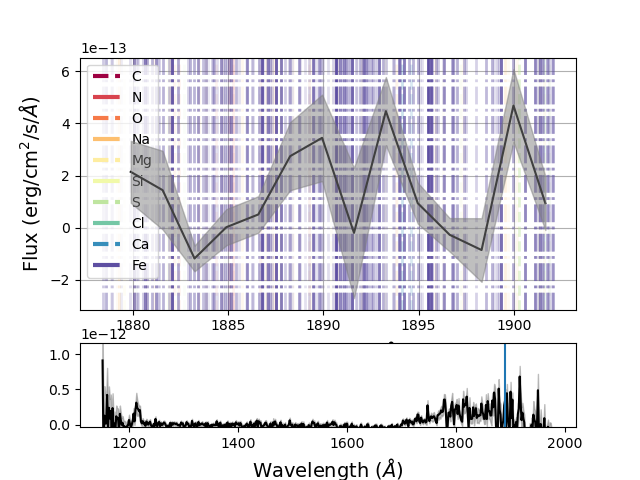 1e−13
Flux (erg/cm²/s/Å)
6
4
2
0
−2
C
N
O
Na
Mg
Si
S
Cl
Ca
Fe
1880 1885 1890 1895 1900
1e−12
1.0
0.5
0.0
1200 1400 1600 1800 2000
Wavelength (Å)